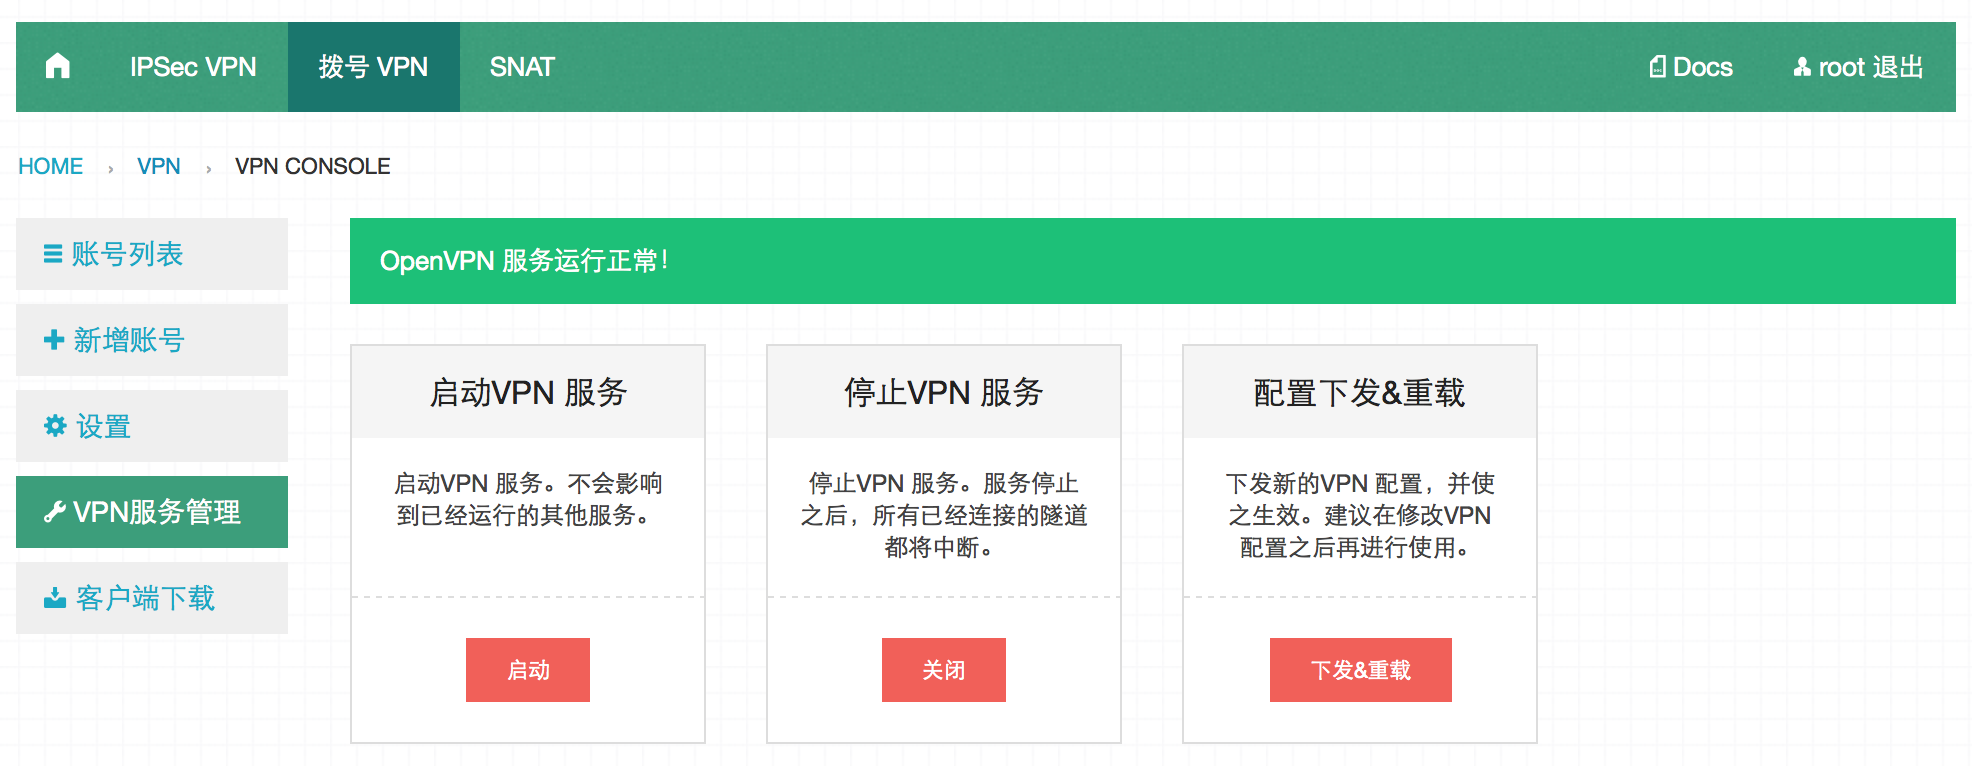 IPSec VPN 拨号 VPN SNAT Docs root 退出
HOME › VPN › VPN CONSOLE
账号列表
新增账号
设置
VPN服务管理
客户端下载
OpenVPN 服务运行正常！
启动VPN 服务
启动VPN 服务。不会影响
到已经运行的其他服务。
启动
停止VPN 服务
停止VPN 服务。服务停止
之后，所有已经连接的隧道
都将中断。
关闭
配置下发&重载
下发新的VPN 配置，并使
之生效。建议在修改VPN
配置之后再进行使用。
下发&重载